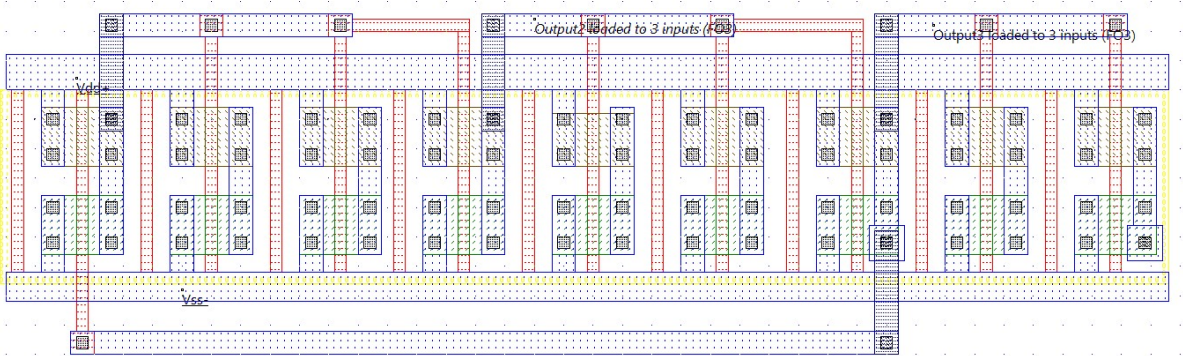 Output2 loaded to 3 inputs (FO3)
Output3 loaded to 3 inputs (FO3)
Vdd+
Vss-